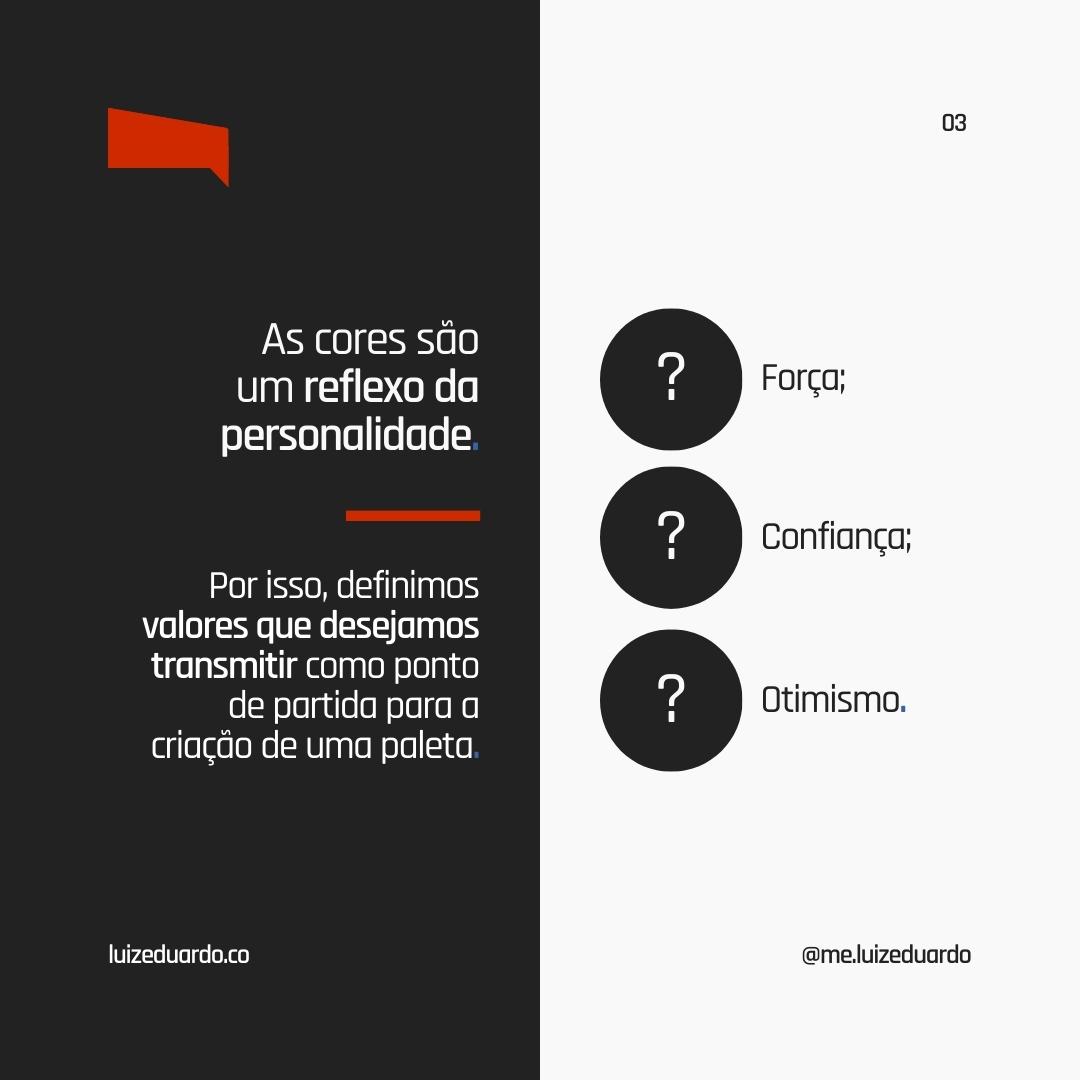 As cores são
um reflexo da
personalidade.
Por isso, definimos
valores que desejamos
transmitir como ponto
de partida para a
criação de uma paleta.
luizeduardo.co
03
?
Força;
?
Confiança;
?
Otimismo.
@me.luizeduardo